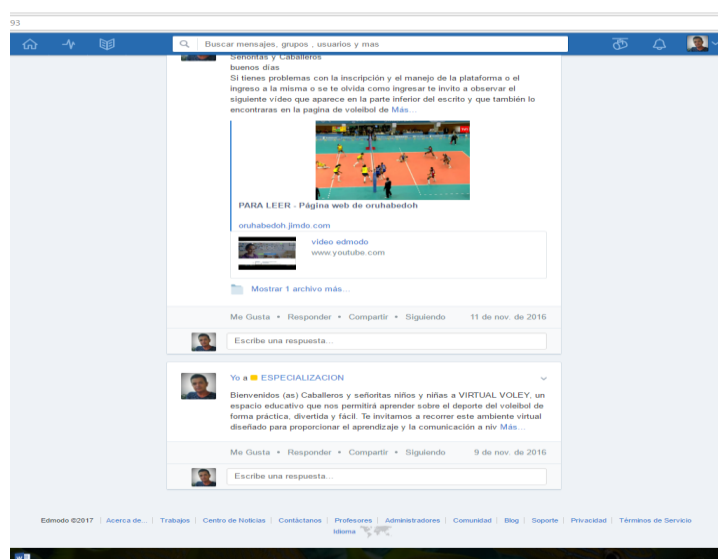 93
Buscar mensajes, grupos , usuarios y mas
Señoritas y Caballeros
buenos días
Si tienes problemas con la inscripción y el manejo de la plataforma o el
ingreso a la misma o se te olvida como ingresar te invito a observar el
siguiente vídeo que aparece en la parte inferior del escrito y que también lo
encontraras en la pagina de voleibol de Más...
PARA LEER - Página web de oruhabedoh
oruhabedoh.jimdo.com
vídeo edmodo
www.youtube.com
Mostrar 1 archivo más...
Me Gusta • Responder • Compartir • Siguiendo 11 de nov. de 2016
Escribe una respuesta...
Yo a ESPECIALIZACION
Bienvenidos (as) Caballeros y señoritas niños y niñas a VIRTUAL VOLEY, un
espacio educativo que nos permitirá aprender sobre el deporte del voleibol de
forma práctica, divertida y fácil. Te invitamos a recorrer este ambiente virtual
diseñado para proporcionar el aprendizaje y la comunicación a niv Más...
Me Gusta • Responder • Compartir • Siguiendo 9 de nov. de 2016
Escribe una respuesta...
Edmodo ©2017 | Acerca de... | Trabajos | Centro de Noticias | Contáctanos | Profesores | Administradores | Comunidad | Blog | Soporte | Privacidad | Términos de Servicio
Idioma